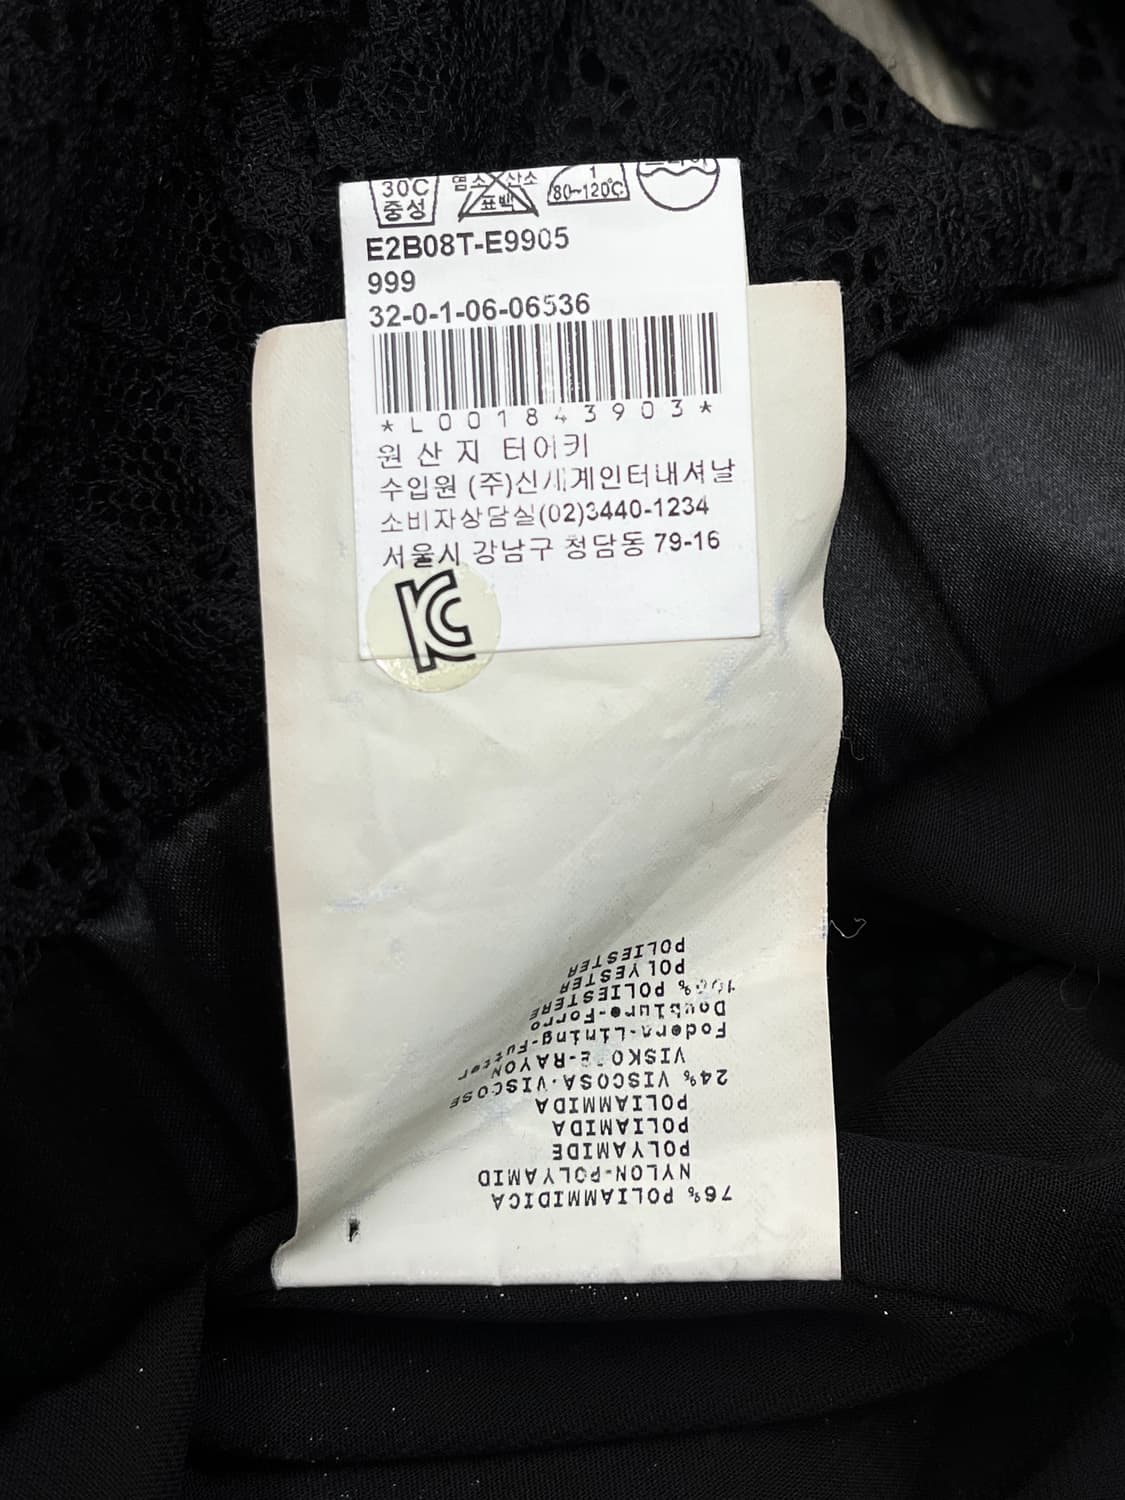 30C
중성
염소 산소
표백
1
80~120℃
드라이
E2B08T-E9905
999
32-0-1-06-06536
*L001843903*
원산지 터어키
수입원 (주)신세계인터내셔날
소비자상담실(02)3440-1234
서울시 강남구 청담동 79-16
KC
76% POLIAMMIDICA
NYLON-POLYAMID
POLYAMIDE
POLIAMIDA
POLIAMMIDA
24% VISCOSA-VISCOSE
VISKOSE-RAYON
Fodera-Lining-Futter
Doublure-Forro
100% POLIESTERE
POLYESTER
POLIESTER